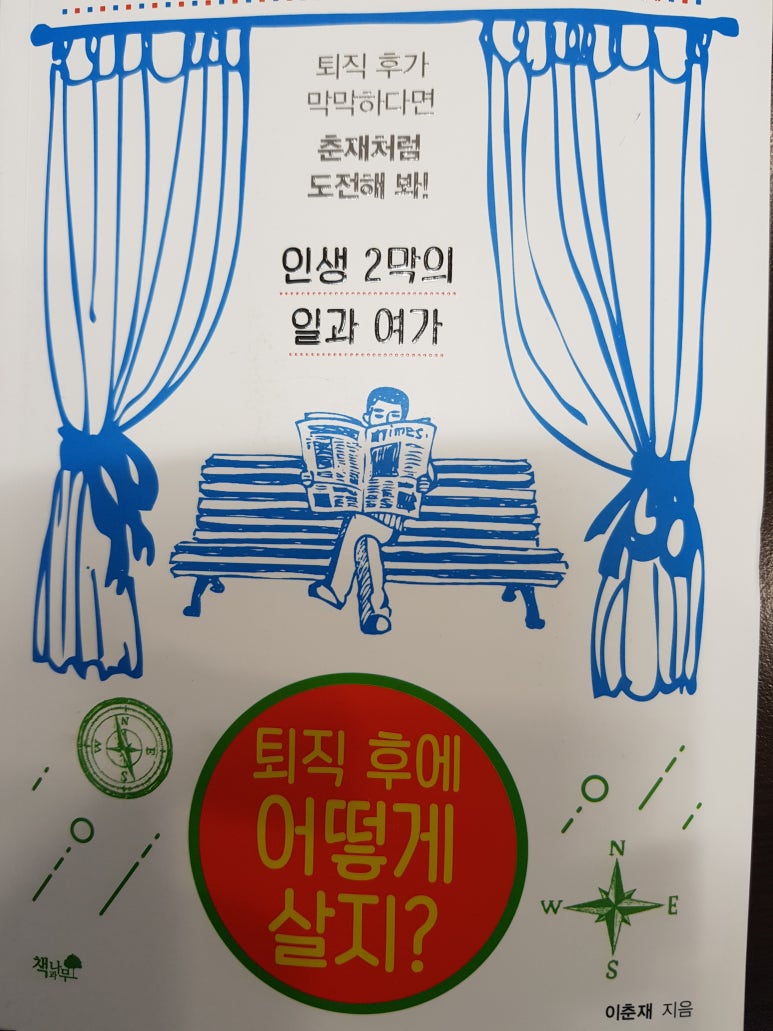 퇴직 후가
막막하다면
춘재처럼
도전해 봐!
인생 2막의
일과 여가
TIMES.
퇴직 후에
어떻게
살지?
N
W E
S
N
W E
S
책과나무
이춘재 지음